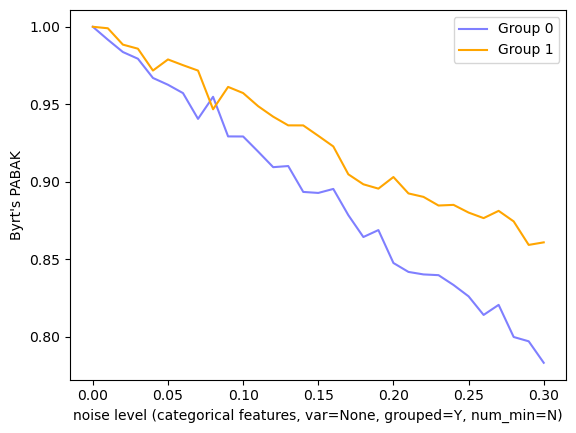 Group 0
Group 1
1.00
0.95
0.90
0.85
0.80
Byrt's PABAK
0.00 0.05 0.10 0.15 0.20 0.25 0.30
noise level (categorical features, var=None, grouped=Y, num_min=N)